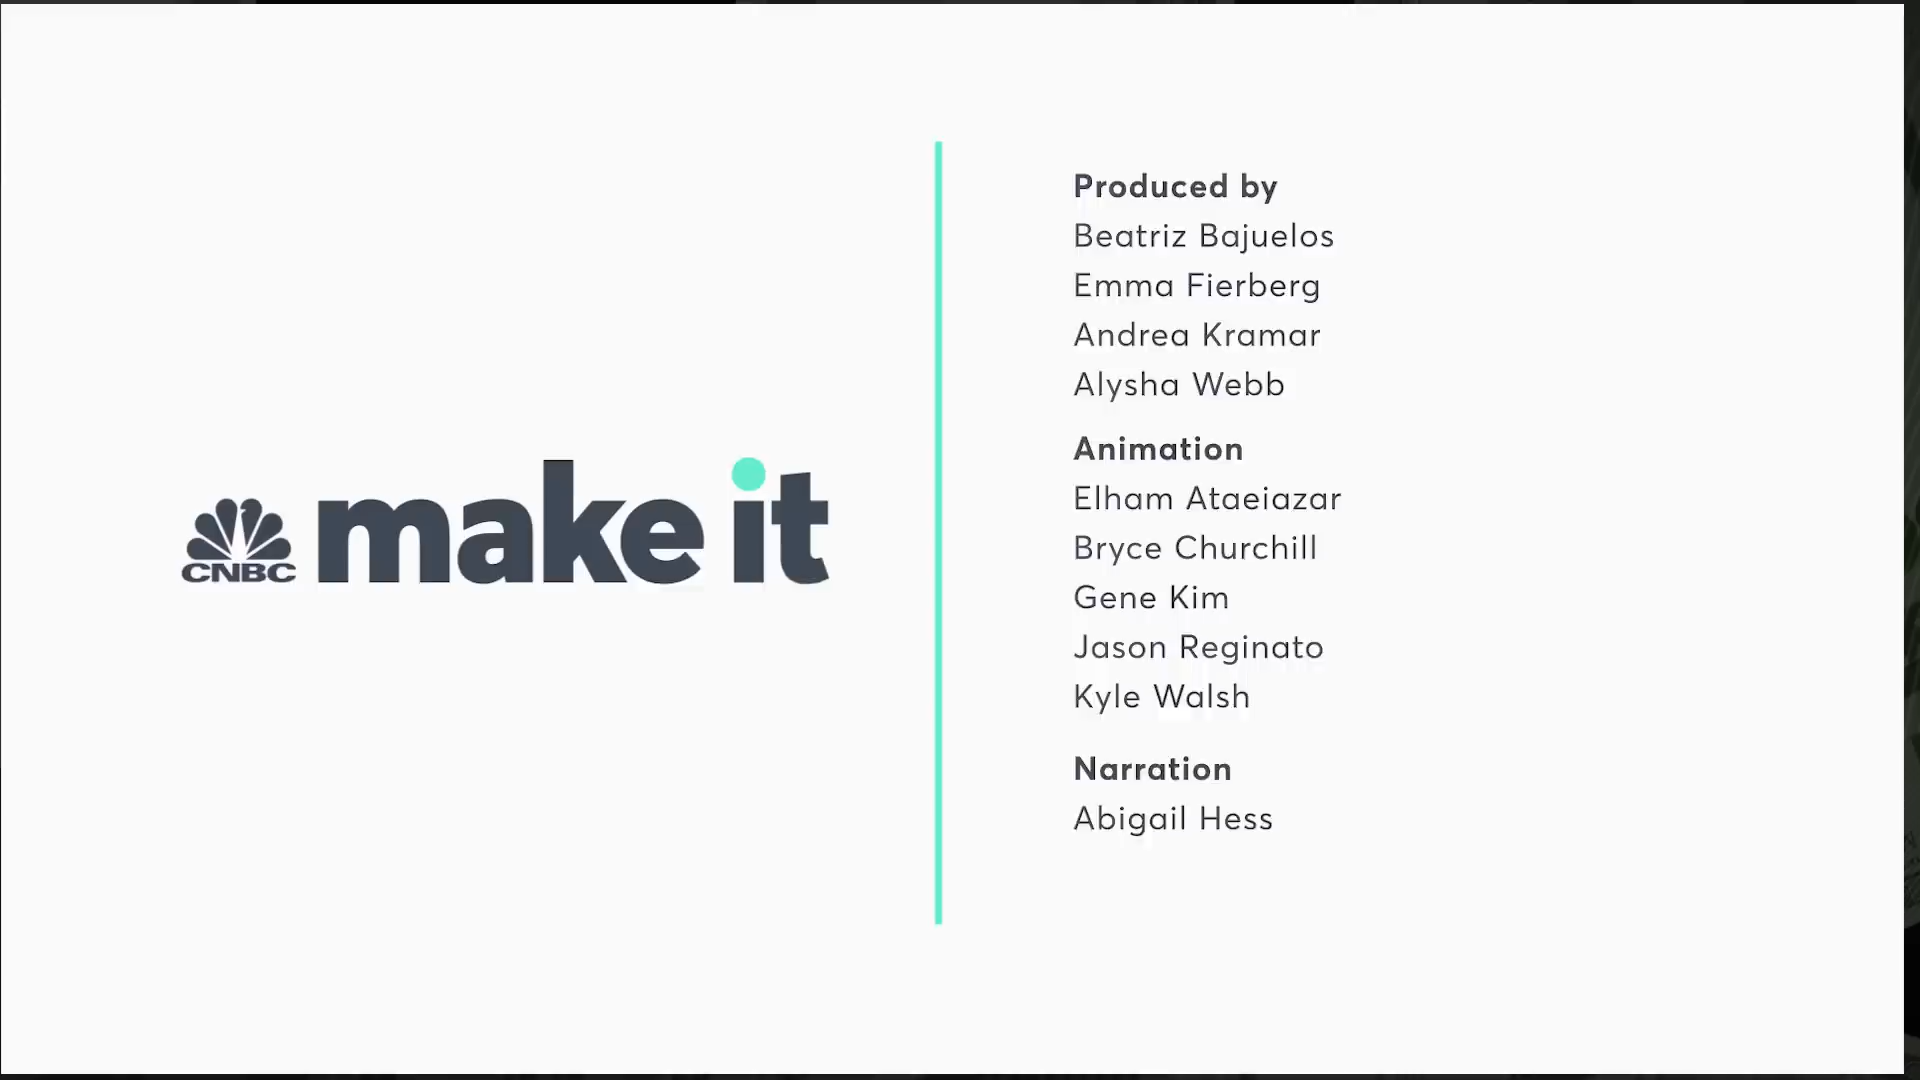 CNBC make it
Produced by
Beatriz Bajuelos
Emma Fierberg
Andrea Kramar
Alysha Webb
Animation
Elham Ataeiazar
Bryce Churchill
Gene Kim
Jason Reginato
Kyle Walsh
Narration
Abigail Hess